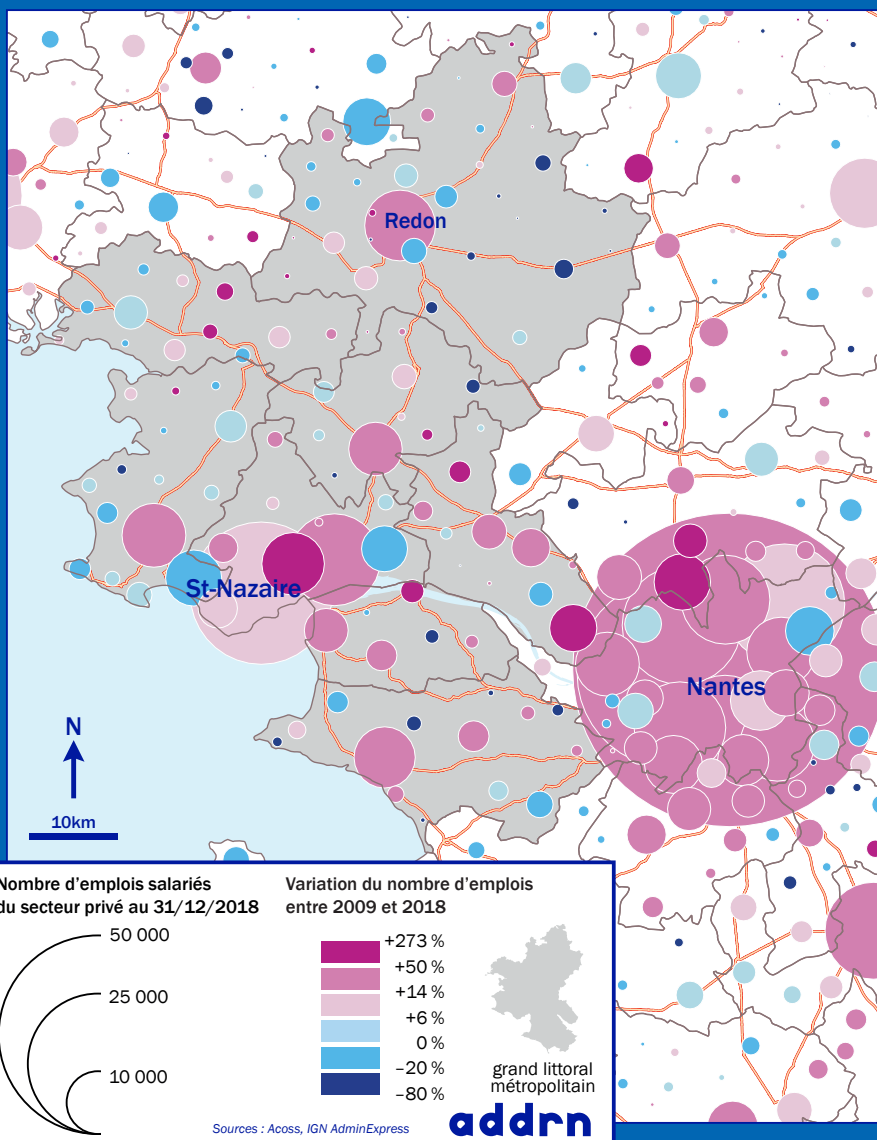 Redon
St-Nazaire
Nantes
N
10km
Nombre d'emplois salariés
du secteur privé au 31/12/2018
50 000
25 000
10 000
Variation du nombre d'emplois
entre 2009 et 2018
+273 %
+50 %
+14 %
+6 %
0 %
–20 %
–80 %
grand littoral
métropolitain
Sources : Acoss, IGN AdminExpress
addrn